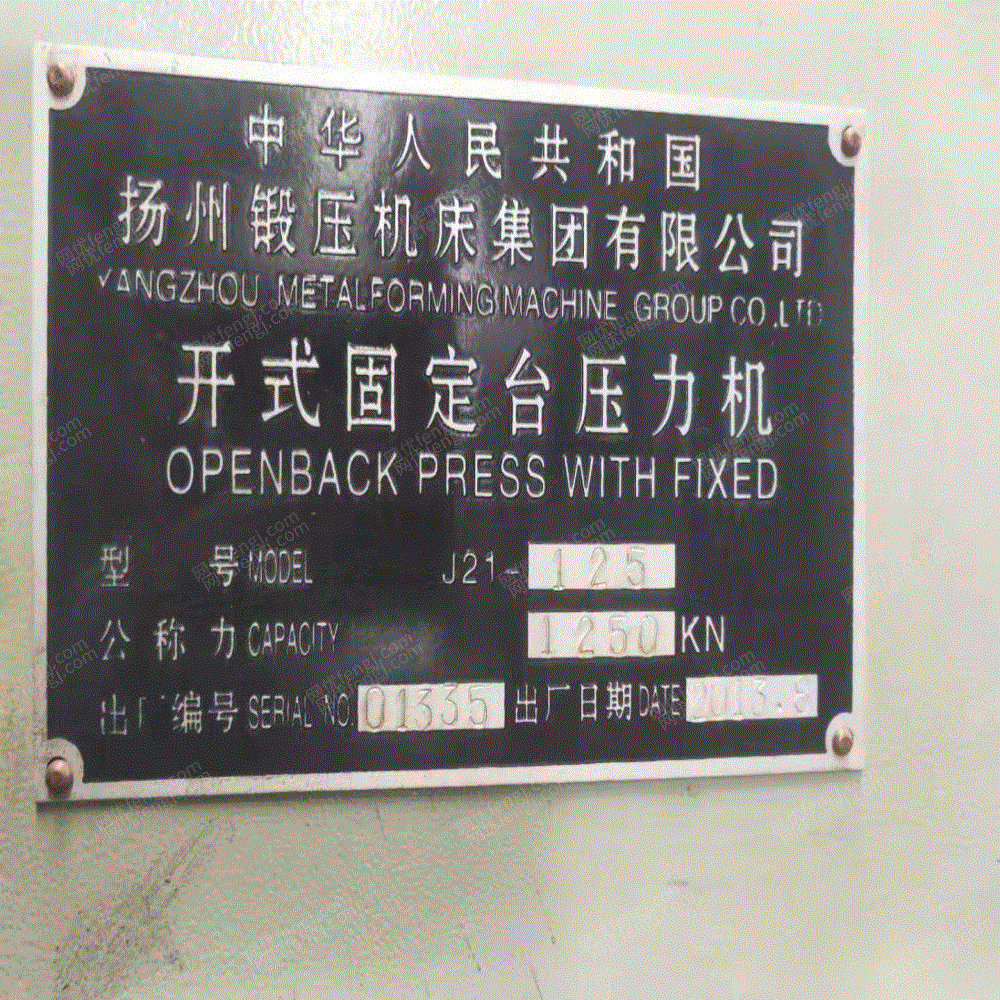 中华人民共和国
扬州锻压机床集团有限公司
YANGZHOU METALFORMING MACHINE GROUP CO.,LTD
开式固定台压力机
OPENBACK PRESS WITH FIXED
型 号 MODEL J21-125
公称力 CAPACITY 1250 KN
出厂编号 SERIAL NO. 01335 出厂日期 DATE